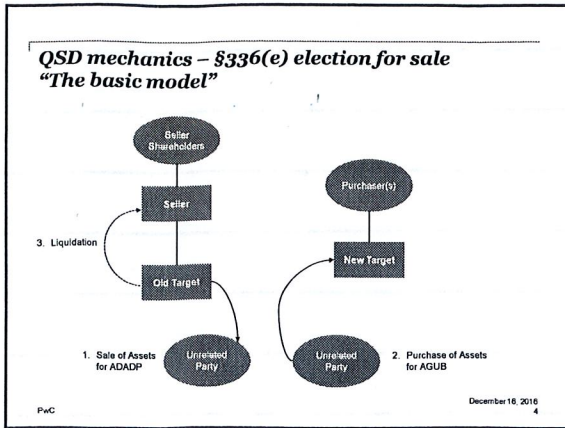 QSD mechanics – §336(e) election for sale
“The basic model”
Seller
Shareholders
Seller
3. Liquidation
Old Target
1. Sale of Assets
for ADADP
Unrelated
Party
Purchaser(s)
New Target
Unrelated
Party
2. Purchase of Assets
for AGUB
PwC
December 16, 2016
4